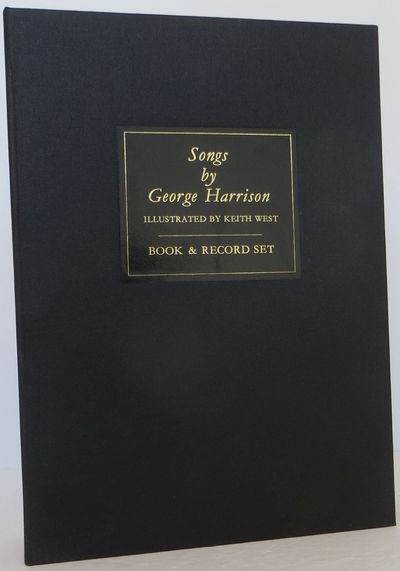 Songs
by
George Harrison
ILLUSTRATED BY KEITH WEST
BOOK & RECORD SET